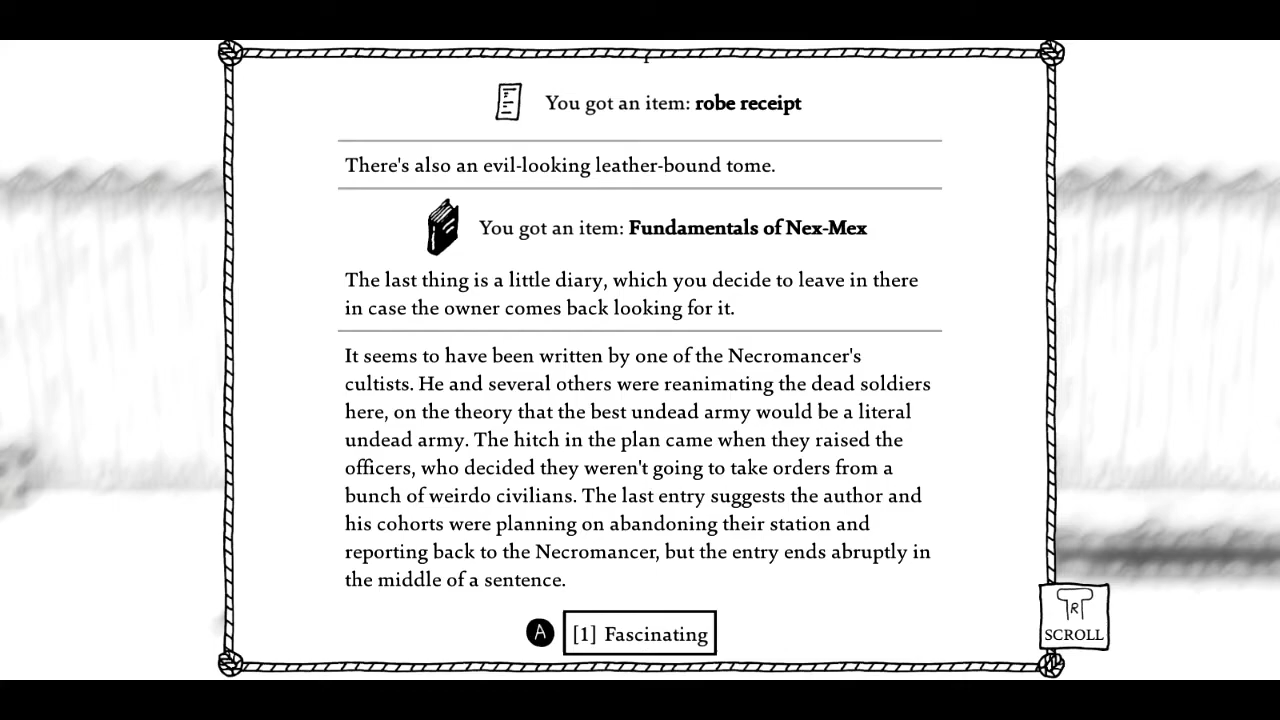 You got an item: robe receipt
There's also an evil-looking leather-bound tome.
You got an item: Fundamentals of Nex-Mex
The last thing is a little diary, which you decide to leave in there
in case the owner comes back looking for it.
It seems to have been written by one of the Necromancer's
cultists. He and several others were reanimating the dead soldiers
here, on the theory that the best undead army would be a literal
undead army. The hitch in the plan came when they raised the
officers, who decided they weren't going to take orders from a
bunch of weirdo civilians. The last entry suggests the author and
his cohorts were planning on abandoning their station and
reporting back to the Necromancer, but the entry ends abruptly in
the middle of a sentence.
A [1] Fascinating
R
SCROLL